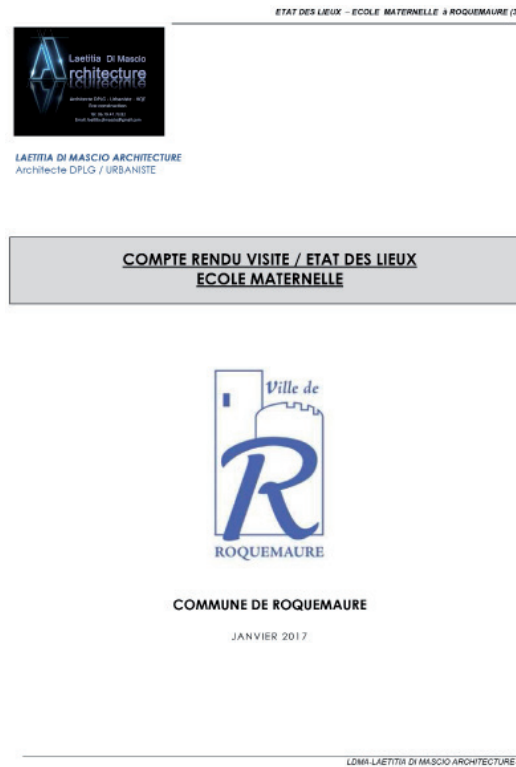 ETAT DES LIEUX – ECOLE MATERNELLE à ROQUEMAURE (3
Laetitia Di Mascio
Architecture
LAETITIA DI MASCIO ARCHITECTURE
Architecte DPLG / URBANISTE
COMPTE RENDU VISITE / ETAT DES LIEUX
ECOLE MATERNELLE
Ville de
R
ROQUEMAURE
COMMUNE DE ROQUEMAURE
JANVIER 2017
LDMA-LAETITIA DI MASCIO ARCHITECTURE